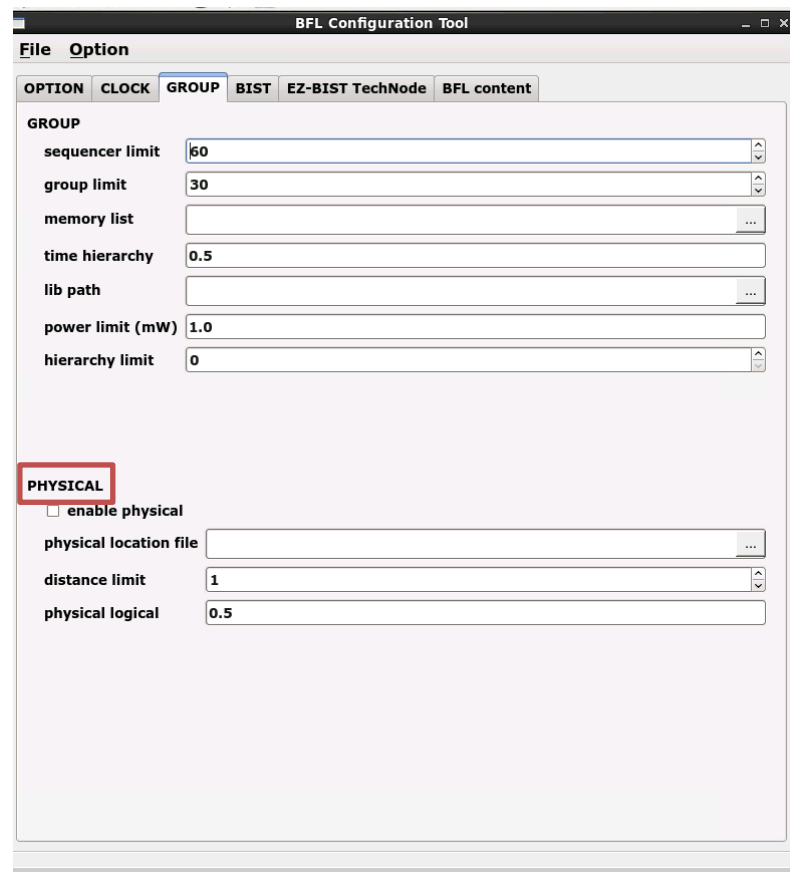 BFL Configuration Tool
File Option
OPTION CLOCK GROUP BIST EZ-BIST TechNode BFL content
GROUP
sequencer limit 60
group limit 30
memory list ...
time hierarchy 0.5
lib path ...
power limit (mW) 1.0
hierarchy limit 0
PHYSICAL
enable physical
physical location file ...
distance limit 1
physical logical 0.5